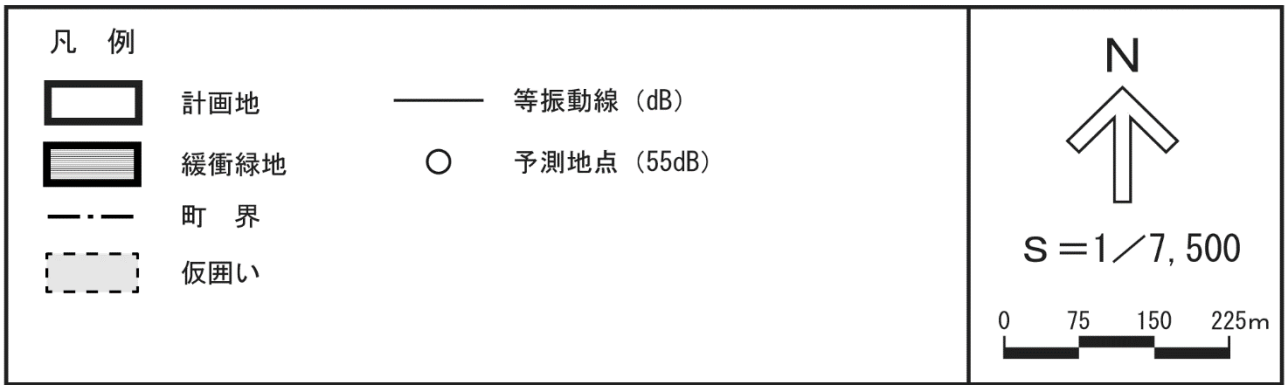 凡　例
計画地
緩衝緑地
町　界
仮囲い
等振動線（dB）
予測地点（55dB）
N
S＝1／7,500
0 75 150 225m